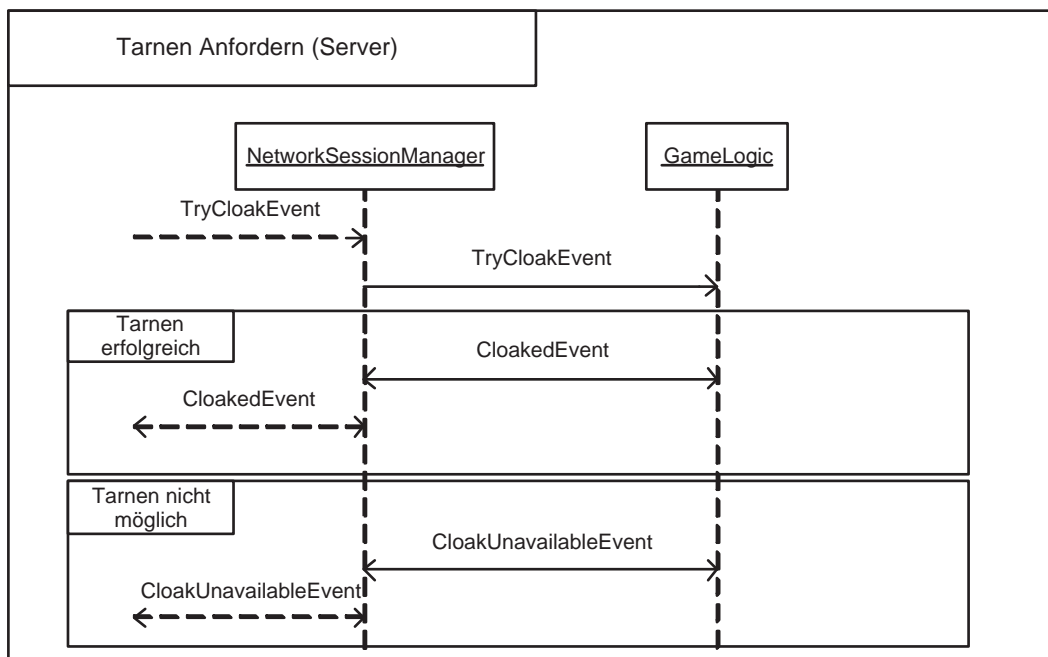 Tarnen Anfordern (Server)
NetworkSessionManager
GameLogic
TryCloakEvent
TryCloakEvent
Tarnen
erfolgreich
CloakedEvent
CloakedEvent
Tarnen nicht
möglich
CloakUnavailableEvent
CloakUnavailableEvent